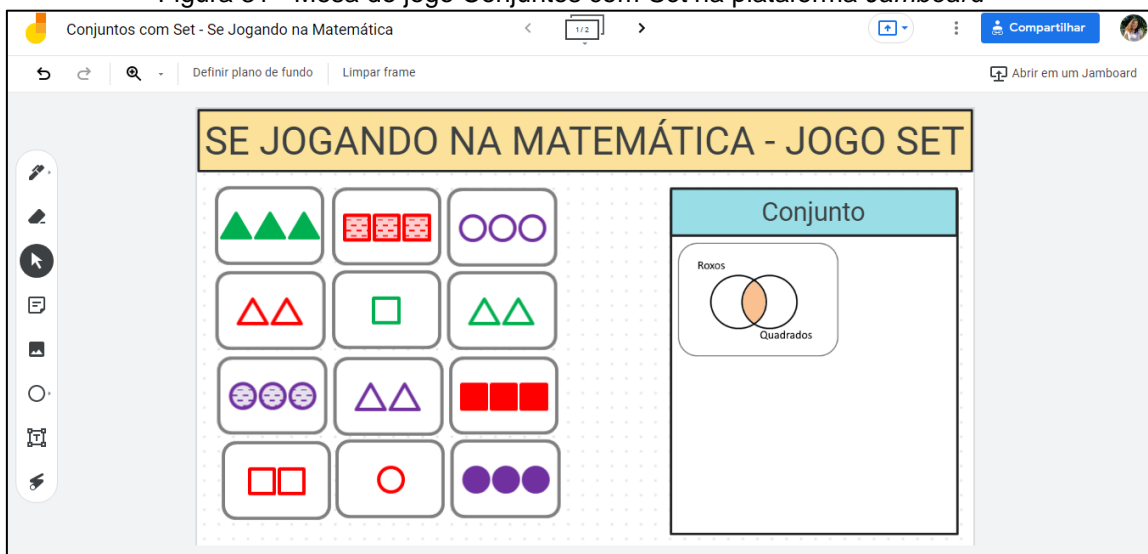 Figura 31 - Mesa do jogo Conjuntos com Set na plataforma Jamboard
Conjuntos com Set - Se Jogando na Matemática
1/2
Compartilhar
Definir plano de fundo
Limpar frame
Abrir em um Jamboard
SE JOGANDO NA MATEMÁTICA - JOGO SET
Conjunto
Roxos
Quadrados